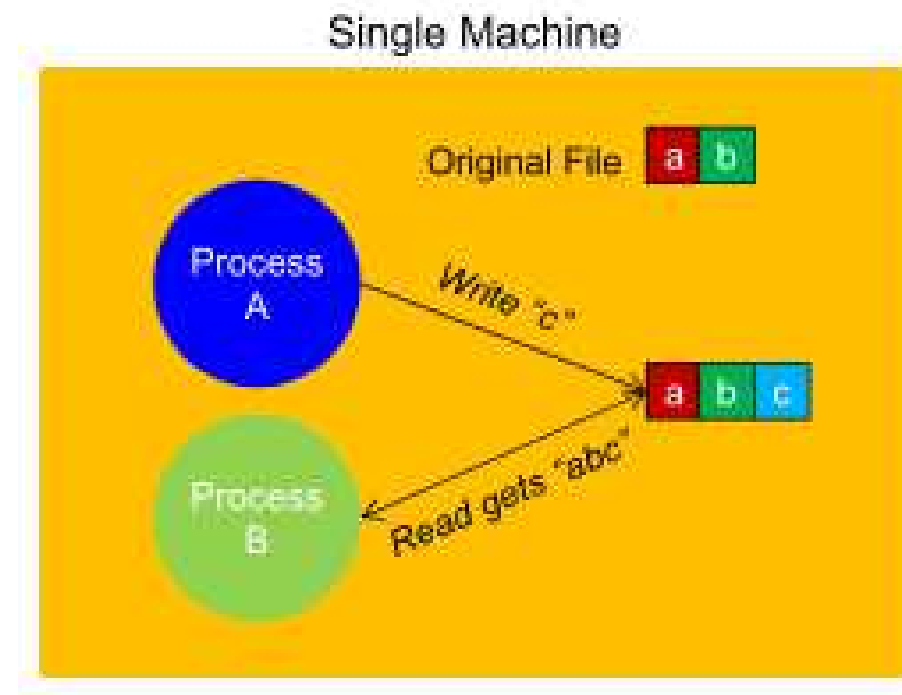 Single Machine
Original File
a b
Process
A
Write "c"
a b c
Process
B
Read gets "abc"